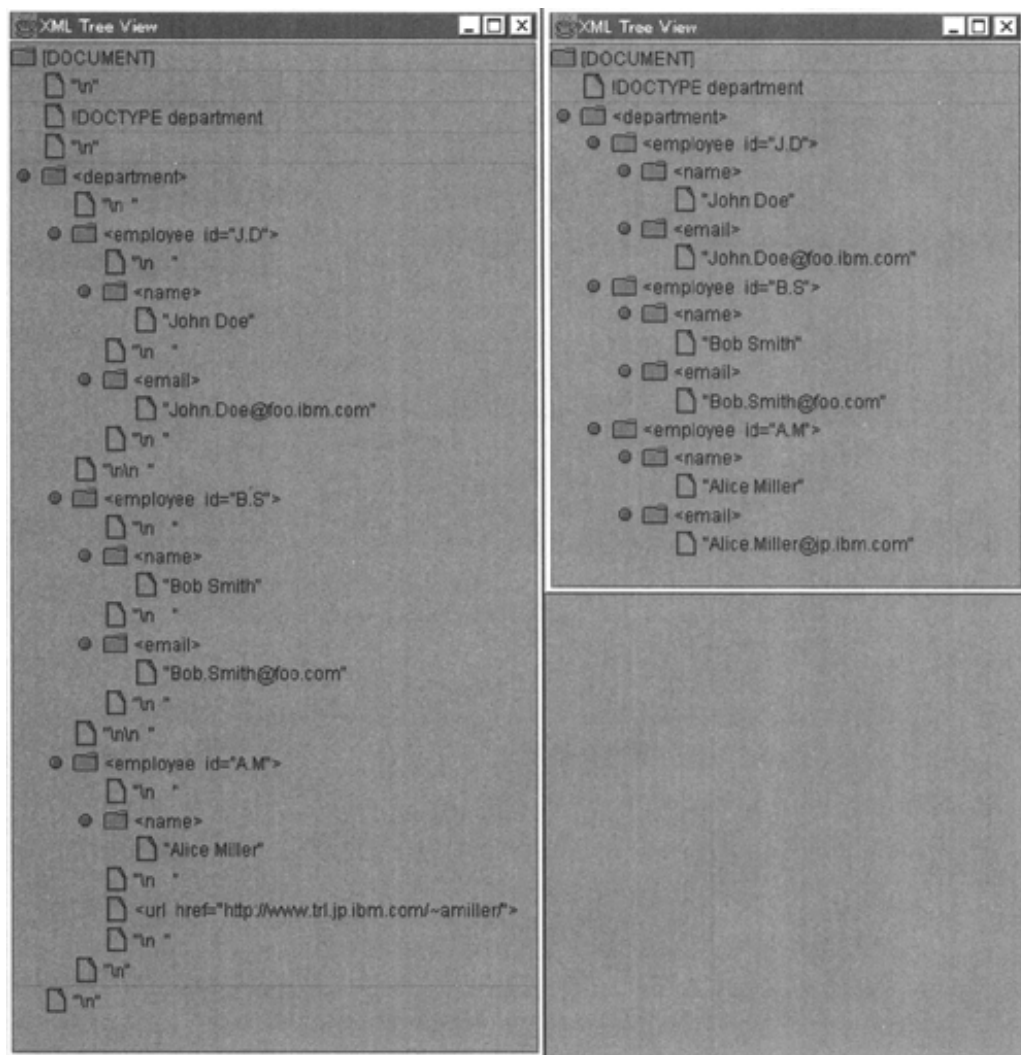 XML Tree View
[DOCUMENT]
"\n"
!DOCTYPE department
"\n"
<department>
"\n  "
<employee id="J.D">
"\n    "
<name>
"John Doe"
"\n    "
<email>
"John.Doe@foo.ibm.com"
"\n  "
"\n\n  "
<employee id="B.S">
"\n    "
<name>
"Bob Smith"
"\n    "
<email>
"Bob.Smith@foo.com"
"\n  "
"\n\n  "
<employee id="A.M">
"\n    "
<name>
"Alice Miller"
"\n    "
<url href="http://www.trl.jp.ibm.com/~amiller/">
"\n  "
"\n"
"\n"
XML Tree View
[DOCUMENT]
!DOCTYPE department
<department>
<employee id="J.D">
<name>
"John Doe"
<email>
"John.Doe@foo.ibm.com"
<employee id="B.S">
<name>
"Bob Smith"
<email>
"Bob.Smith@foo.com"
<employee id="A.M">
<name>
"Alice Miller"
<email>
"Alice.Miller@jp.ibm.com"